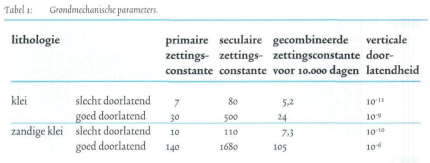 Tabel 1: Grondmechanische parameters.
lithologie primaire seculaire gecombineerde verticale
zettings- zettings- zettingsconstante door-
constante constante voor 10.000 dagen latendheid
klei slecht doorlatend 7 80 5,2 10⁻¹¹
goed doorlatend 30 500 24 10⁻⁹
zandige klei slecht doorlatend 10 110 7,3 10⁻¹⁰
goed doorlatend 140 1680 105 10⁻⁶